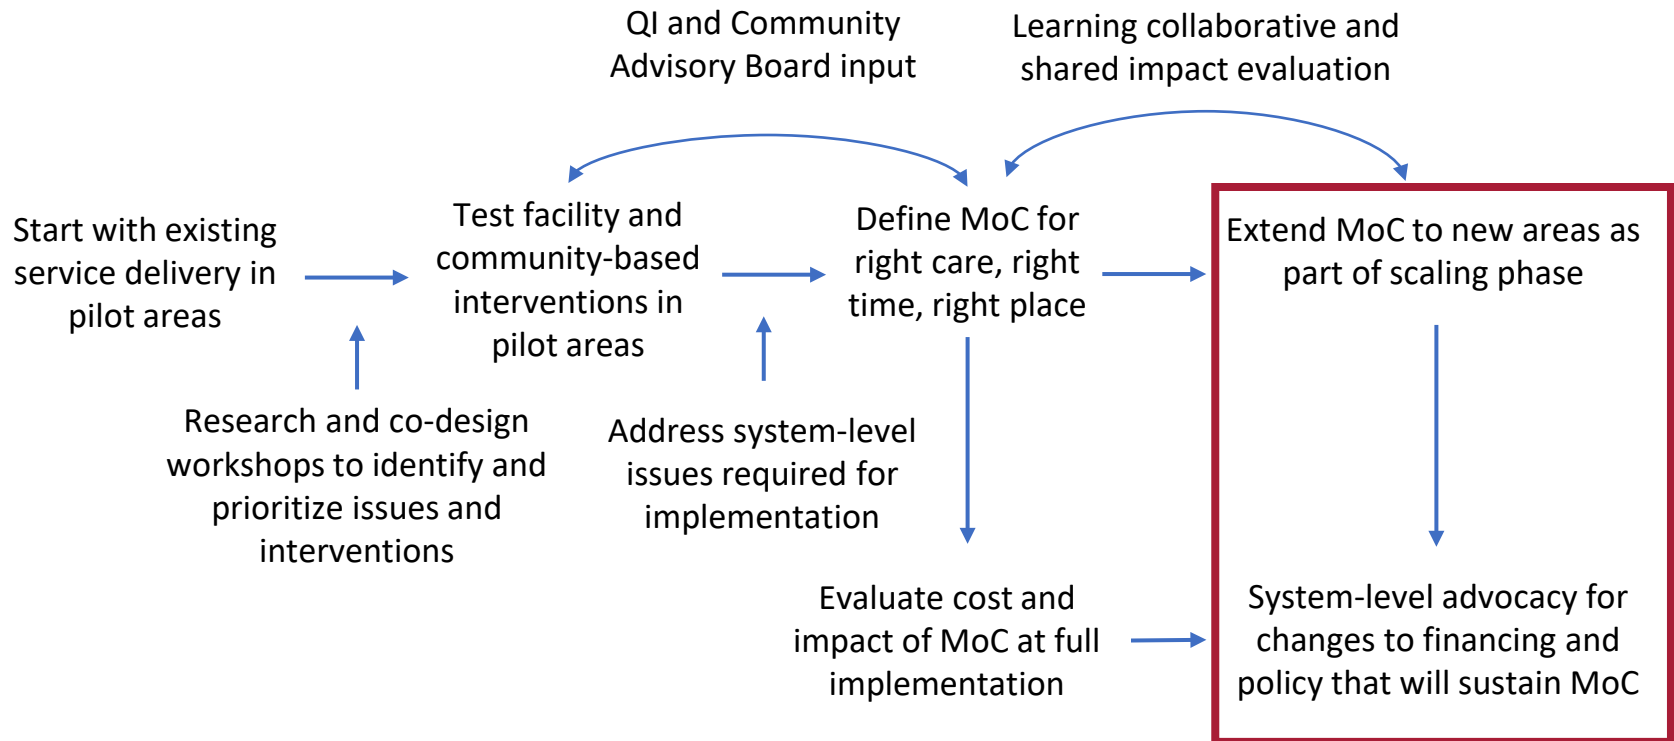 QI and Community
Advisory Board input
Learning collaborative and
shared impact evaluation
Start with existing
service delivery in
pilot areas
Test facility and
community-based
interventions in
pilot areas
Define MoC for
right care, right
time, right place
Extend MoC to new areas as
part of scaling phase
Research and co-design
workshops to identify and
prioritize issues and
interventions
Address system-level
issues required for
implementation
Evaluate cost and
impact of MoC at full
implementation
System-level advocacy for
changes to financing and
policy that will sustain MoC